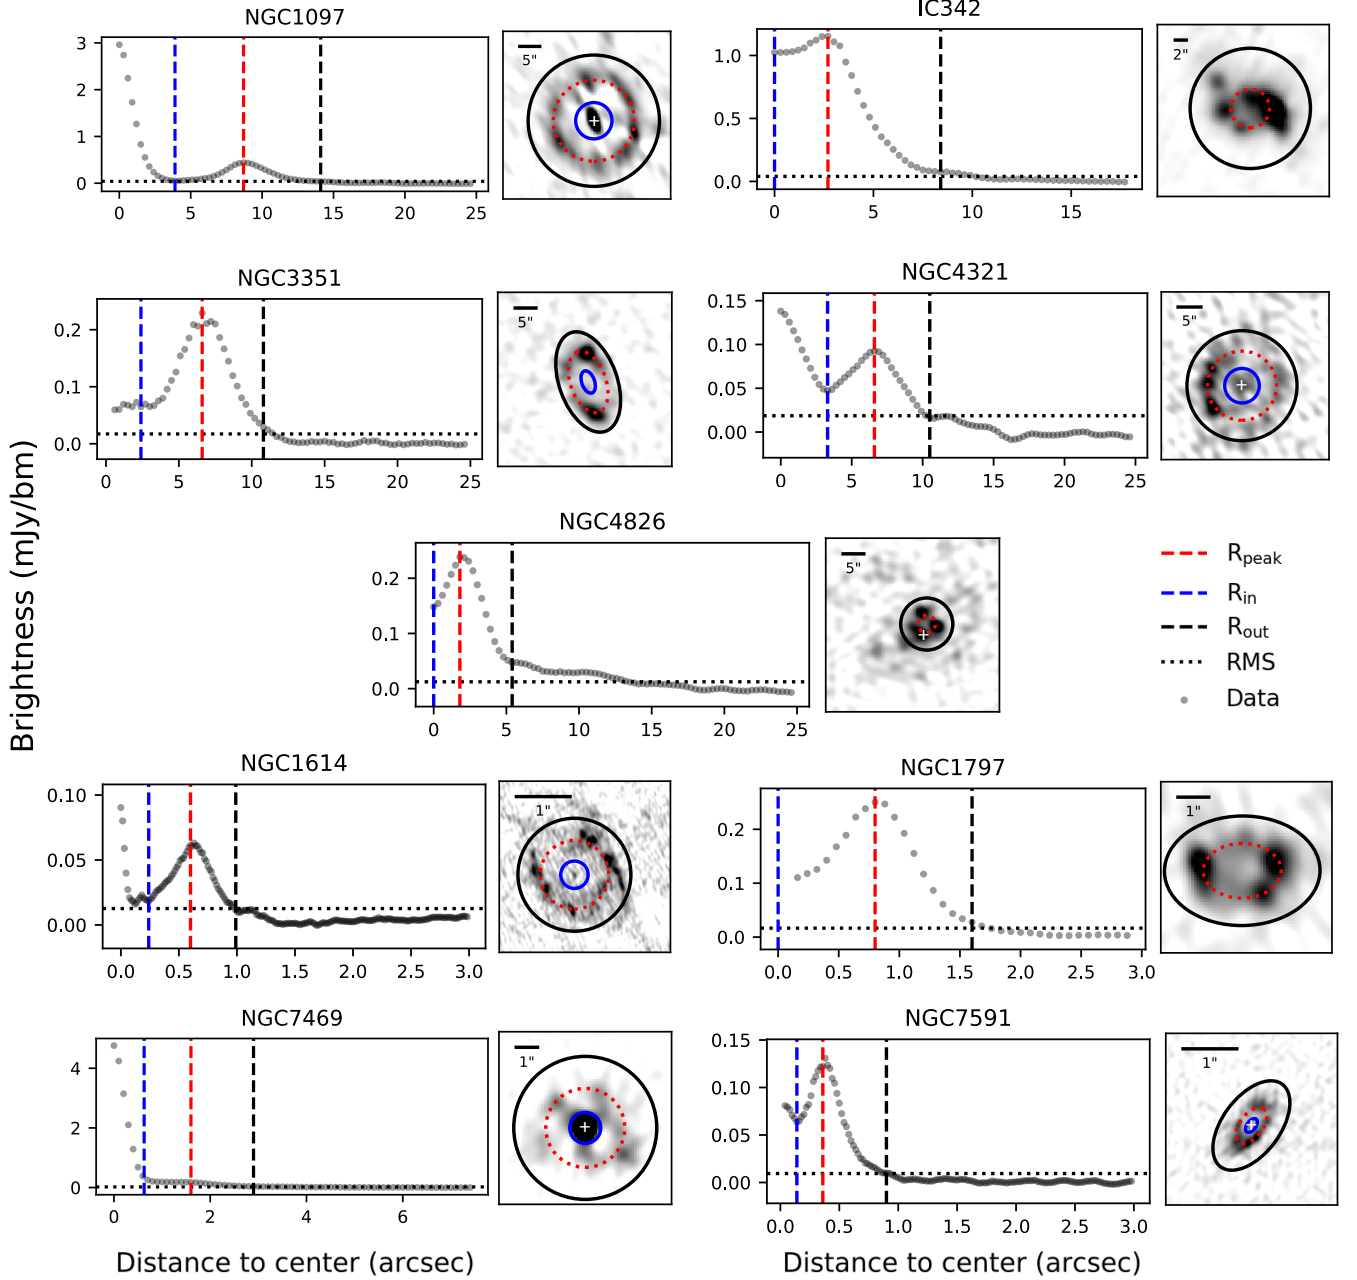 NGC1097
3
2
1
0
0 5 10 15 20 25
5"
IC342
1.0
0.5
0.0
0 5 10 15
2"
NGC3351
0.2
0.1
0.0
0 5 10 15 20 25
5"
NGC4321
0.15
0.10
0.05
0.00
0 5 10 15 20 25
5"
Brightness (mJy/bm)
NGC4826
0.2
0.1
0.0
0 5 10 15 20 25
5"
R_peak
R_in
R_out
RMS
Data
NGC1614
0.10
0.05
0.00
0.0 0.5 1.0 1.5 2.0 2.5 3.0
1"
NGC1797
0.2
0.1
0.0
0.0 0.5 1.0 1.5 2.0 2.5 3.0
1"
NGC7469
4
2
0
0 2 4 6
1"
NGC7591
0.15
0.10
0.05
0.00
0.0 0.5 1.0 1.5 2.0 2.5 3.0
1"
Distance to center (arcsec)
Distance to center (arcsec)